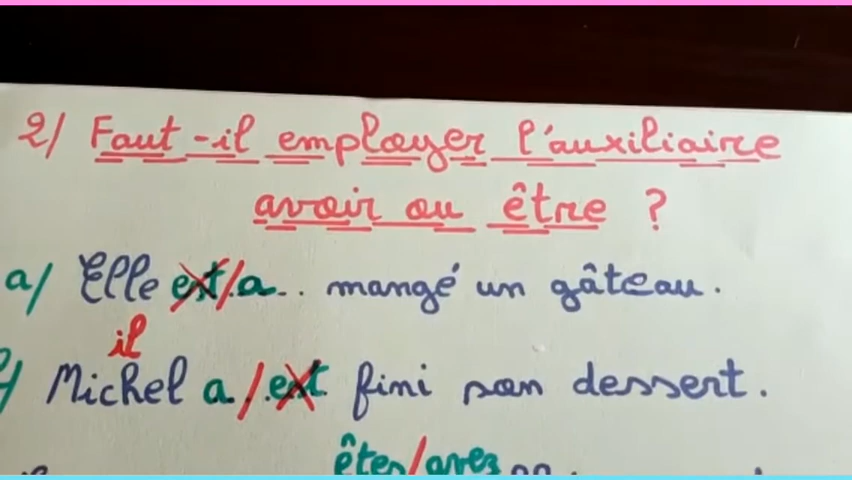 2/ Faut-il employer l'auxiliaire
avoir ou être ?
a/ Elle est/a.. mangé un gâteau.
il
Michel a/est fini son dessert.
êtes/avez